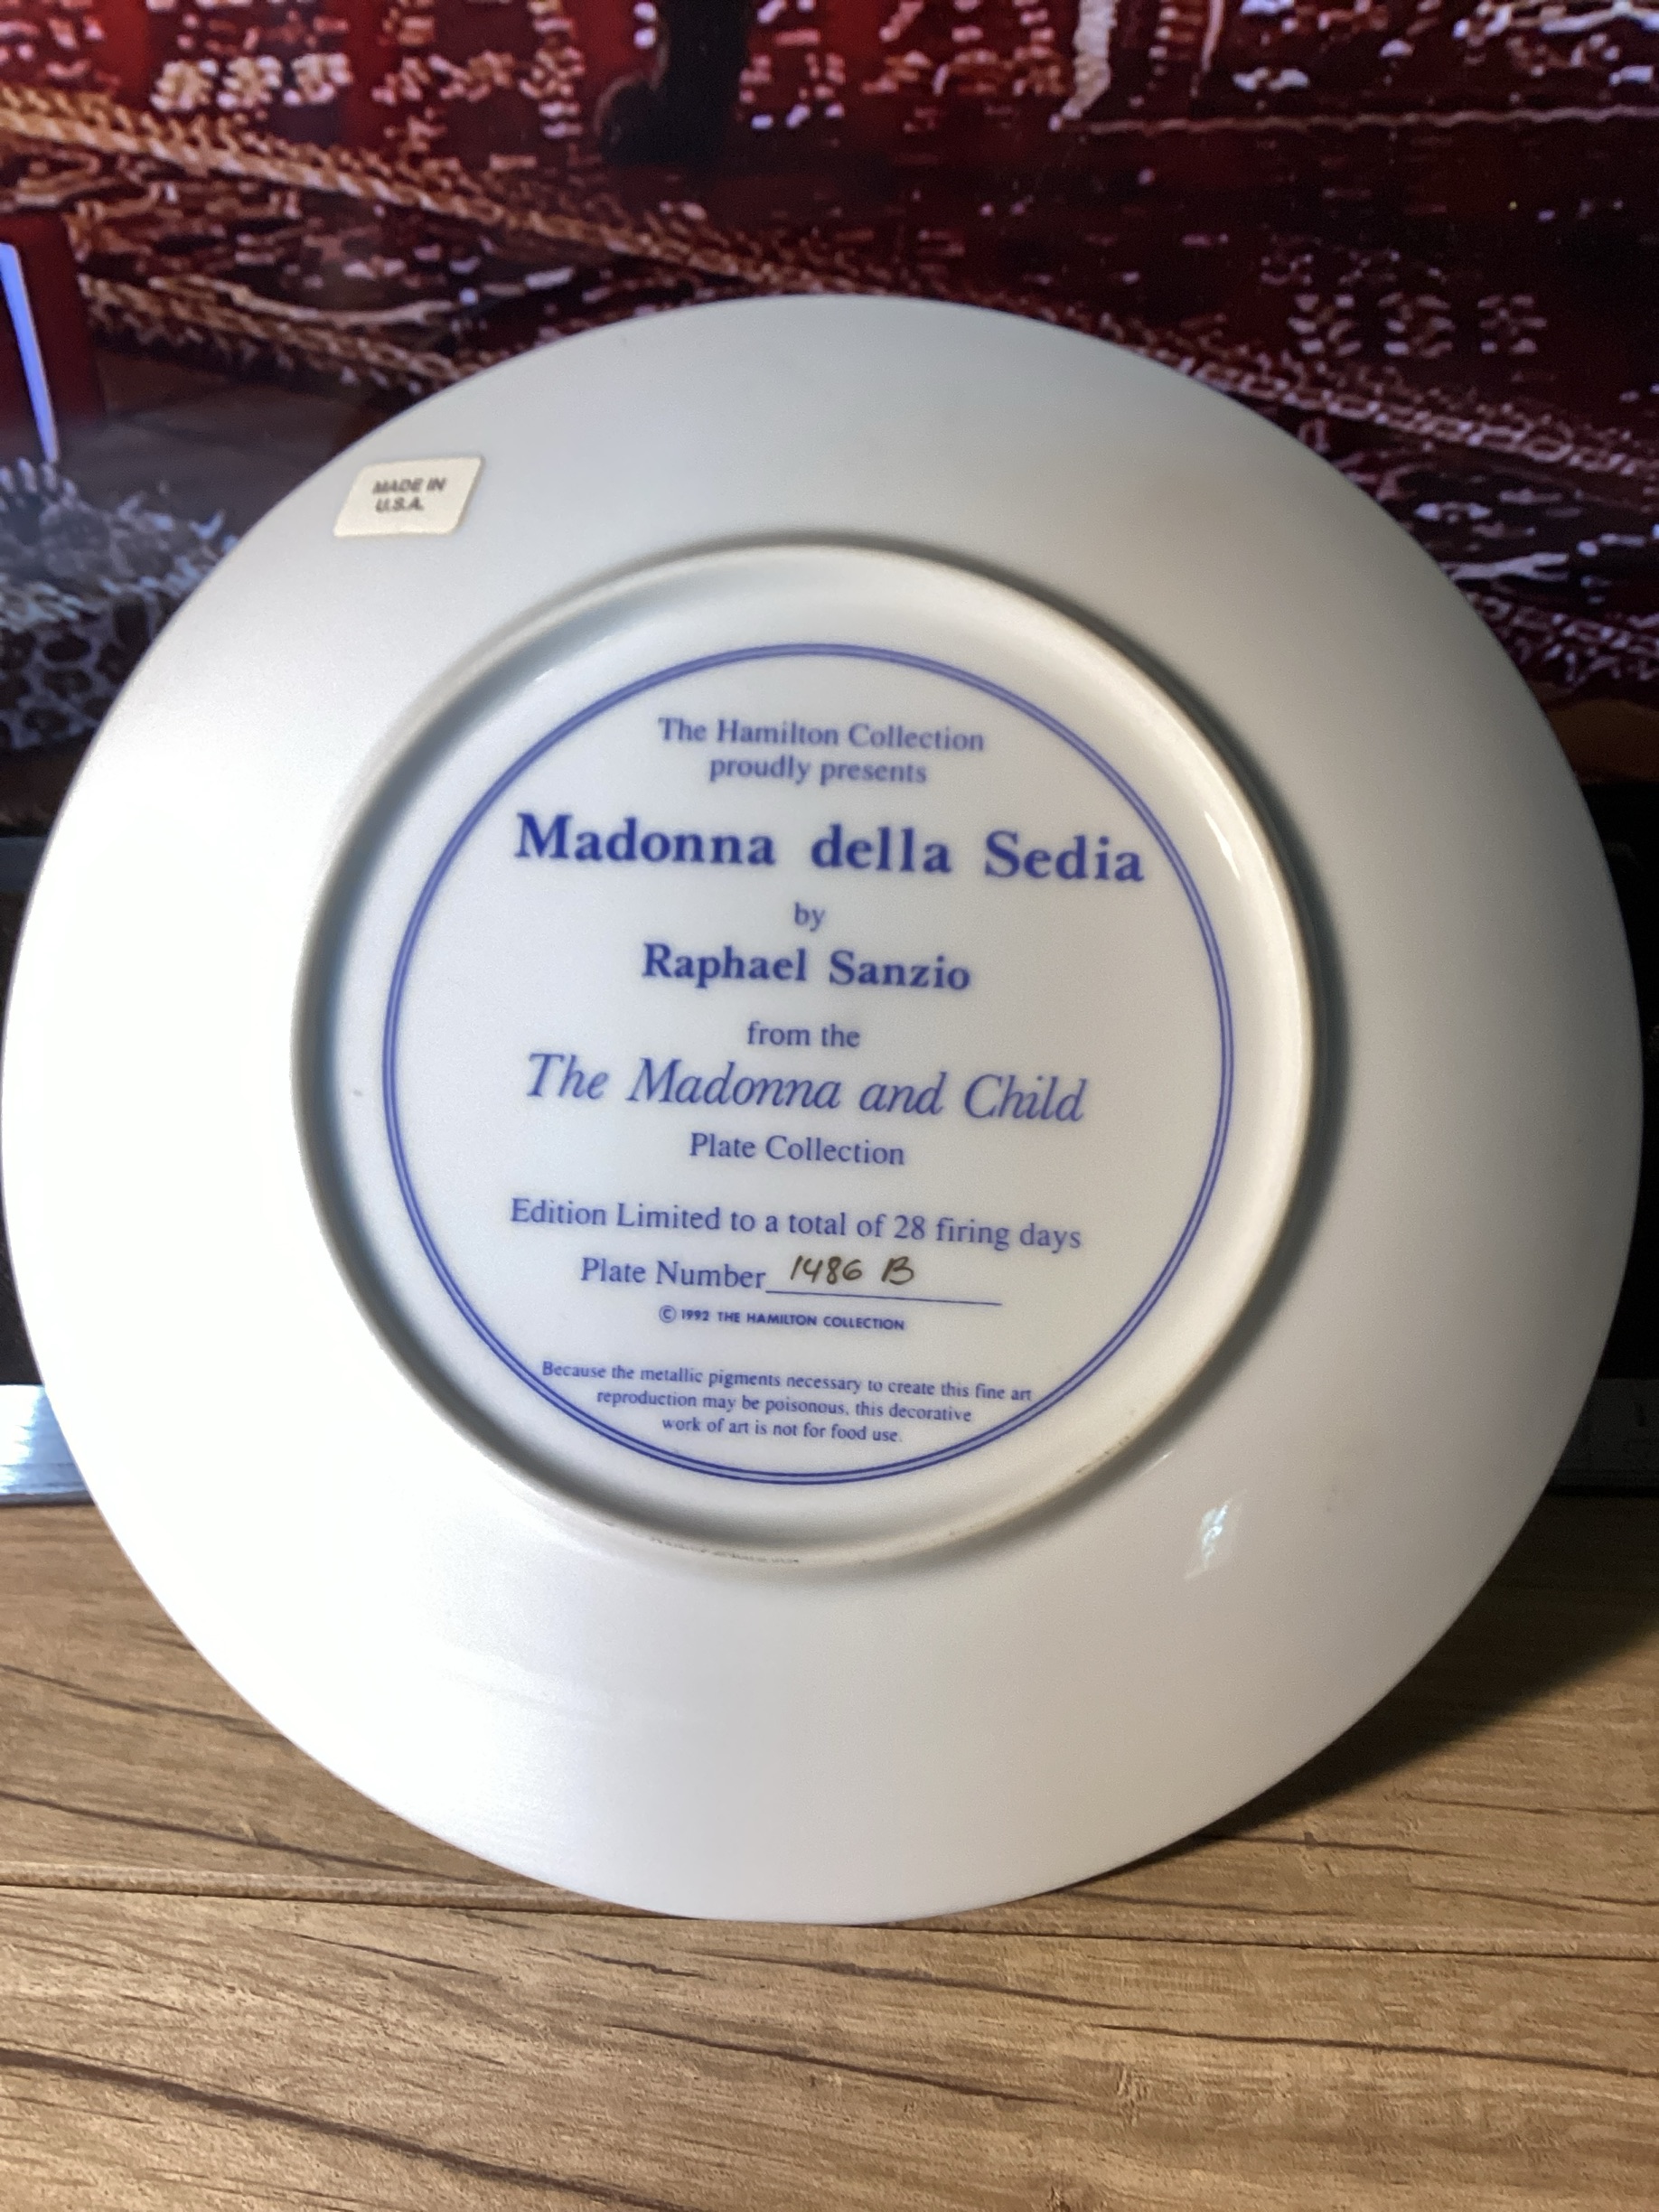 MADE IN
U.S.A.
The Hamilton Collection
proudly presents
Madonna della Sedia
by
Raphael Sanzio
from the
The Madonna and Child
Plate Collection
Edition Limited to a total of 28 firing days
Plate Number 1486 B
© 1992 THE HAMILTON COLLECTION
Because the metallic pigments necessary to create this fine art
reproduction may be poisonous, this decorative
work of art is not for food use.